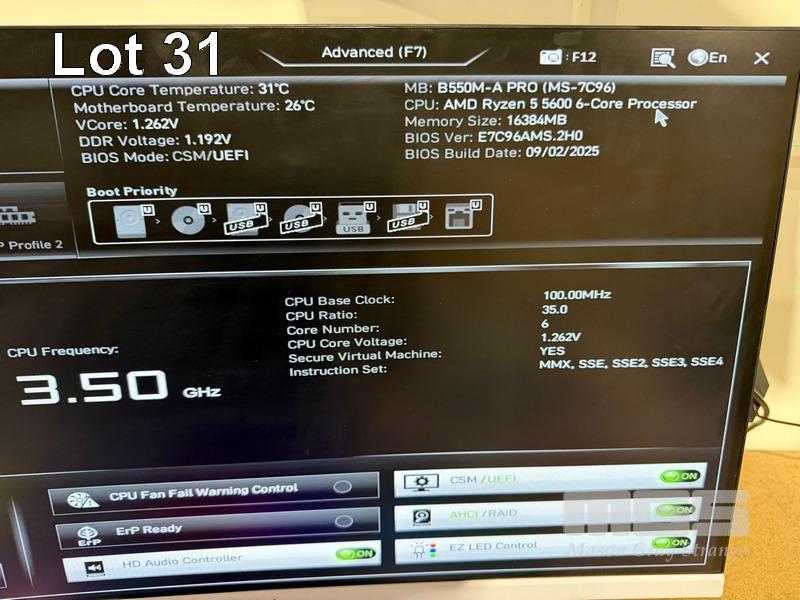 Lot 31
Advanced (F7)
: F12
En
X
CPU Core Temperature: 31°C
Motherboard Temperature: 26°C
VCore: 1.262V
DDR Voltage: 1.192V
BIOS Mode: CSM/UEFI
MB: B550M-A PRO (MS-7C96)
CPU: AMD Ryzen 5 5600 6-Core Processor
Memory Size: 16384MB
BIOS Ver: E7C96AMS.2H0
BIOS Build Date: 09/02/2025
Boot Priority
U U U U U U U
USB USB USB USB
P Profile 2
CPU Frequency:
3.50 GHz
CPU Base Clock: 100.00MHz
CPU Ratio: 35.0
Core Number: 6
CPU Core Voltage: 1.262V
Secure Virtual Machine: YES
Instruction Set: MMX, SSE, SSE2, SSE3, SSE4
CPU Fan Fail Warning Control
ErP ErP Ready
HD Audio Controller ON
CSM /UEFI ON
AHCI /RAID ON
EZ LED Control ON
MGS
Mason Gray Strange